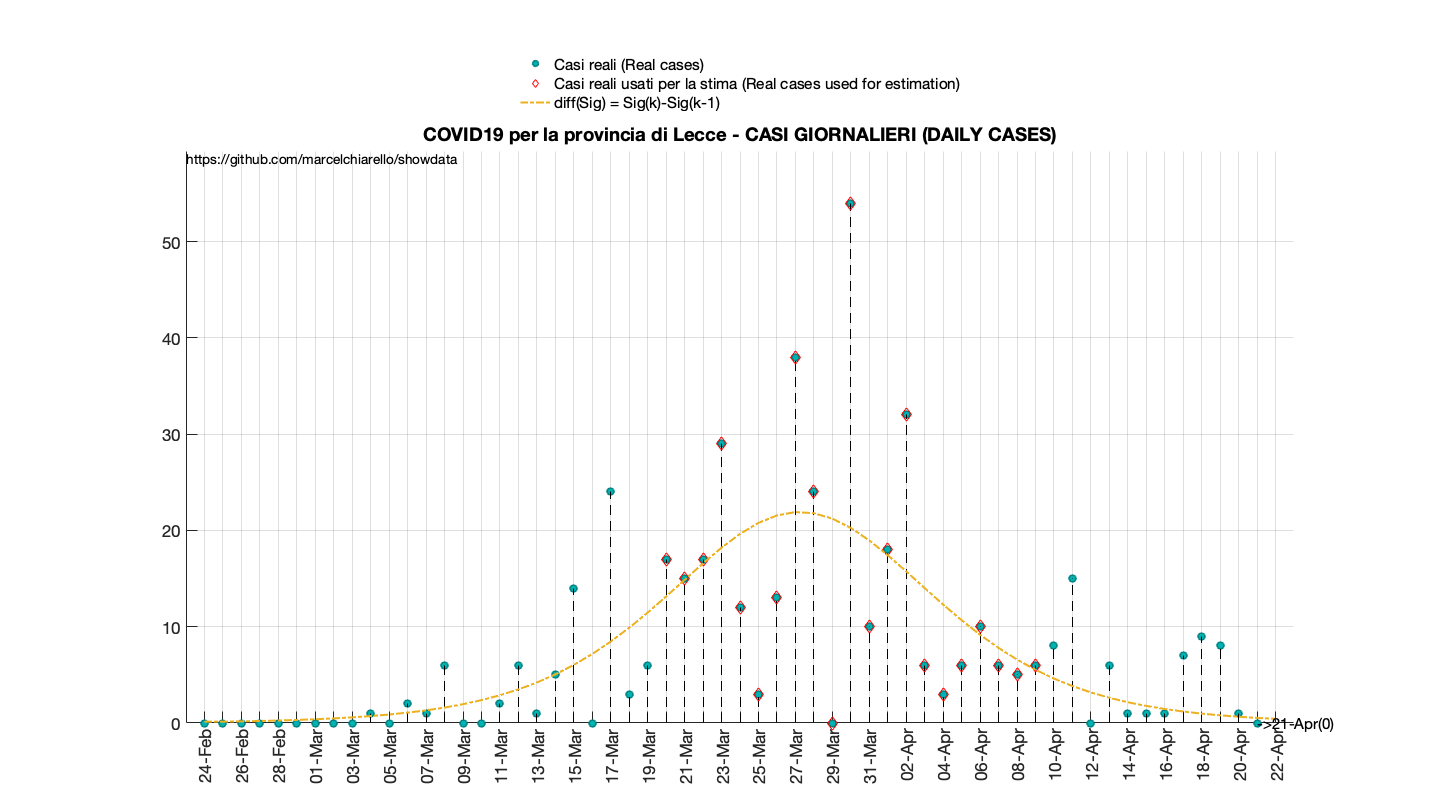 Casi reali (Real cases)
Casi reali usati per la stima (Real cases used for estimation)
diff(Sig) = Sig(k)-Sig(k-1)
COVID19 per la provincia di Lecce - CASI GIORNALIERI (DAILY CASES)
https://github.com/marcelchiarello/showdata
50
40
30
20
10
0
->21-Apr(0)
24-Feb
26-Feb
28-Feb
01-Mar
03-Mar
05-Mar
07-Mar
09-Mar
11-Mar
13-Mar
15-Mar
17-Mar
19-Mar
21-Mar
23-Mar
25-Mar
27-Mar
29-Mar
31-Mar
02-Apr
04-Apr
06-Apr
08-Apr
10-Apr
12-Apr
14-Apr
16-Apr
18-Apr
20-Apr
22-Apr